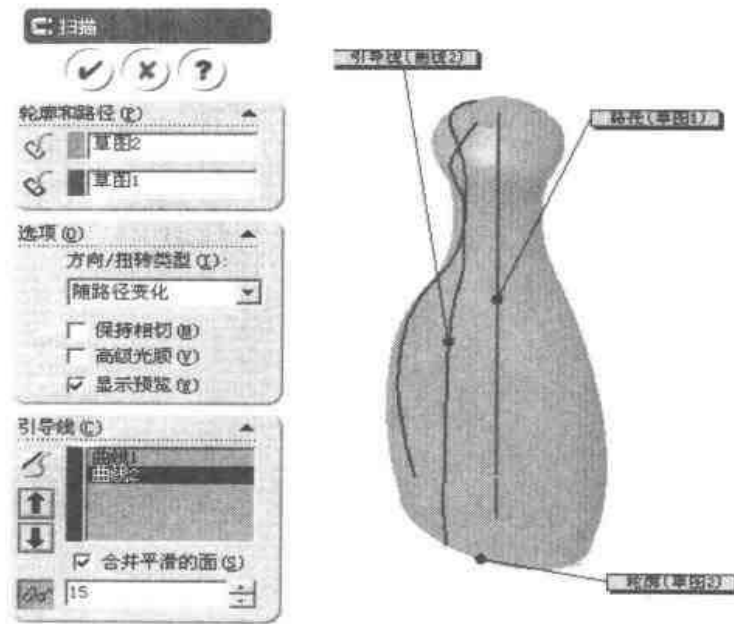 扫描
轮廓和路径(P)
草图2
草图1
选项(O)
方向/扭转类型(T):
随路径变化
保持相切(M)
高级光顺(V)
显示预览(W)
引导线(C)
曲线1
曲线2
合并平滑的面(S)
15
引导线(曲线2)
路径(草图1)
轮廓(草图2)